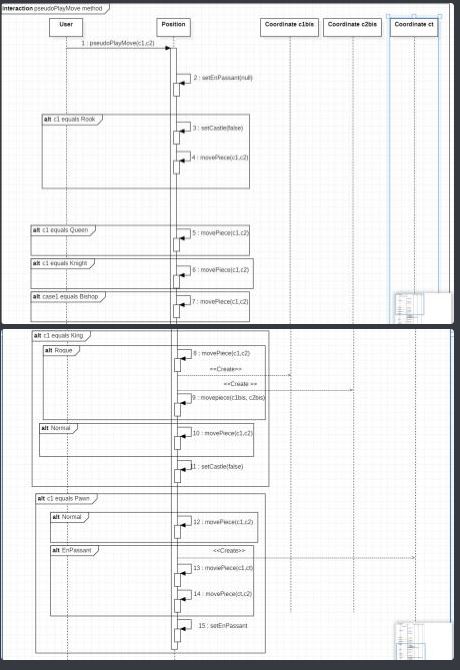 interaction pseudoPlayMove method
User
Position
Coordinate c1bis
Coordinate c2bis
Coordinate ct
1 : pseudoPlayMove(c1,c2)
2 : setEnPassant(null)
alt c1 equals Rook
3 : setCastle(false)
4 : movePiece(c1,c2)
alt c1 equals Queen
5 : movePiece(c1,c2)
alt c1 equals Knight
6 : movePiece(c1,c2)
alt case1 equals Bishop
7 : movePiece(c1,c2)
alt c1 equals King
alt Roque
8 : movePiece(c1,c2)
<<Create>>
<<Create >>
9 : movepiece(c1bis, c2bis)
alt Normal
10 : movePiece(c1,c2)
11 : setCastle(false)
alt c1 equals Pawn
alt Normal
12 : movePiece(c1,c2)
alt EnPassant
<<Create>>
13 : moviePiece(c1,ct)
14 : movePiece(ct,c2)
15 : setEnPassant